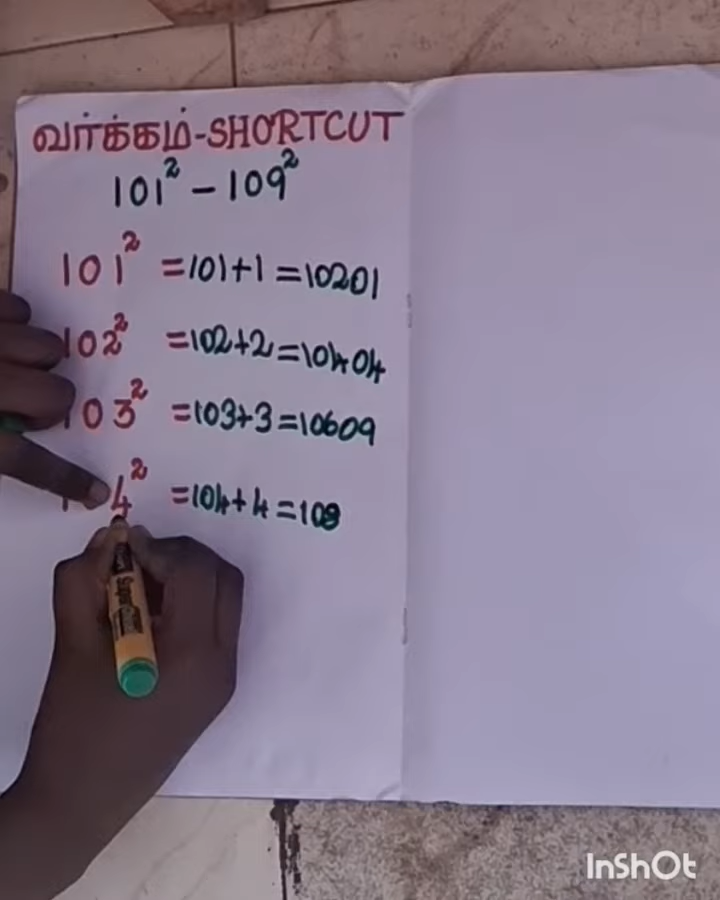 வர்க்கம்-SHORTCUT
101² - 109²
101² = 101+1 = 10201
102² = 102+2 = 10404
103² = 103+3 = 10609
4² = 104+4 = 108
InShOt